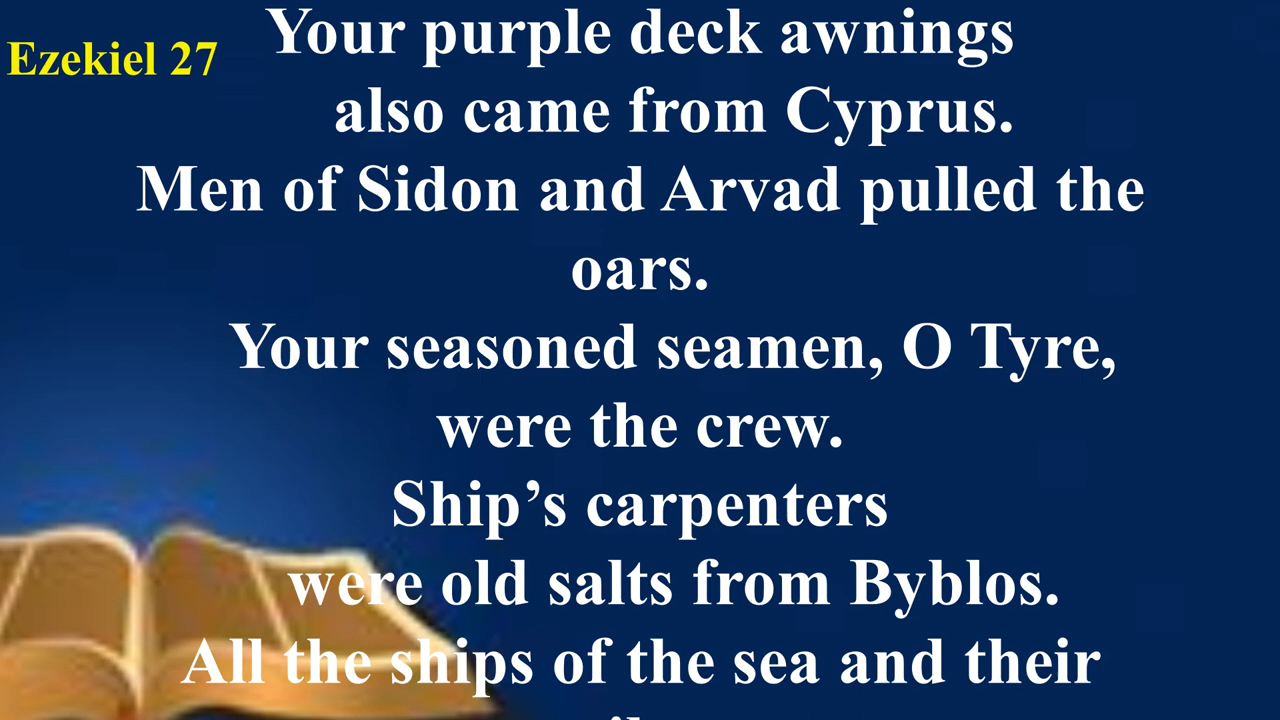 Ezekiel 27
Your purple deck awnings
also came from Cyprus.
Men of Sidon and Arvad pulled the
oars.
Your seasoned seamen, O Tyre,
were the crew.
Ship’s carpenters
were old salts from Byblos.
All the ships of the sea and their